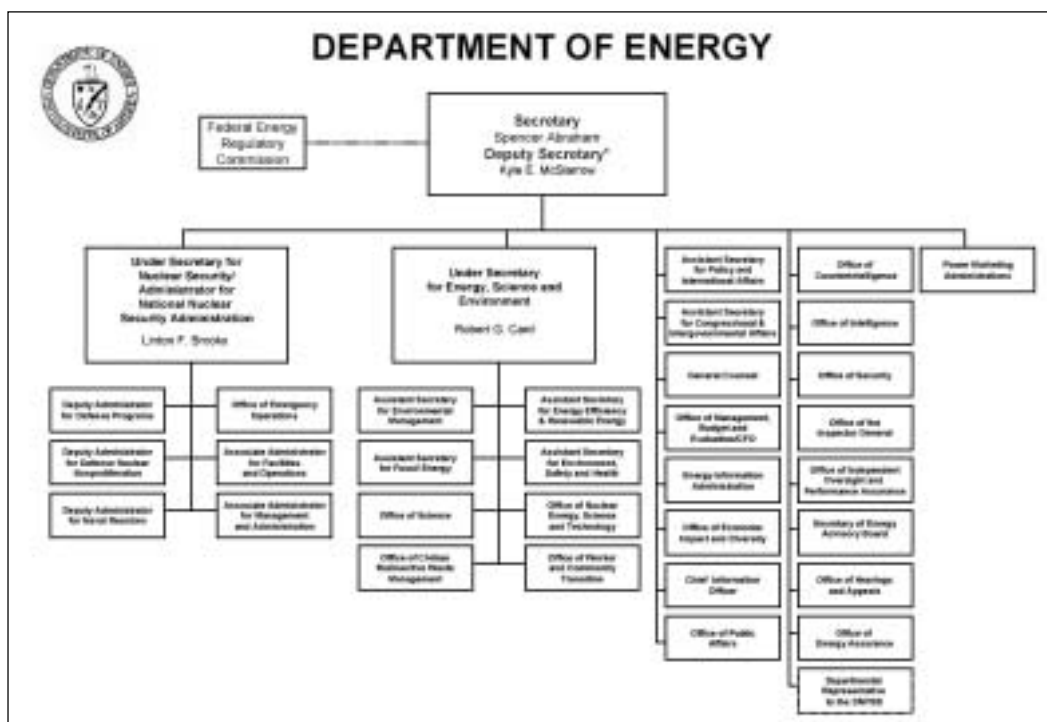 DEPARTMENT OF ENERGY
Federal Energy
Regulatory
Commission
Secretary
Spencer Abraham
Deputy Secretary*
Kyle E. McSlarrow
Under Secretary for
Nuclear Security/
Administrator for
National Nuclear
Security Administration
Linton F. Brooks
Under Secretary
for Energy, Science and
Environment
Robert G. Card
Deputy Administrator
for Defense Programs
Office of Emergency
Operations
Deputy Administrator
for Defense Nuclear
Nonproliferation
Associate Administrator
for Facilities
and Operations
Deputy Administrator
for Naval Reactors
Associate Administrator
for Management
and Administration
Assistant Secretary
for Environmental
Management
Assistant Secretary
for Energy Efficiency
& Renewable Energy
Assistant Secretary
for Fossil Energy
Assistant Secretary
for Environment,
Safety and Health
Office of Science
Office of Nuclear
Energy, Science
and Technology
Office of Civilian
Radioactive Waste
Management
Office of Worker
and Community
Transition
Assistant Secretary
for Policy and
International Affairs
Assistant Secretary
for Congressional &
Intergovernmental Affairs
General Counsel
Office of Management,
Budget and
Evaluation/CFO
Energy Information
Administration
Office of Economic
Impact and Diversity
Chief Information
Officer
Office of Public
Affairs
Office of
Counterintelligence
Office of Intelligence
Office of Security
Office of the
Inspector General
Office of Independent
Oversight and
Performance Assurance
Secretary of Energy
Advisory Board
Office of Hearings
and Appeals
Office of
Energy Assurance
Departmental
Representative
to the DNFSB
Power Marketing
Administrations